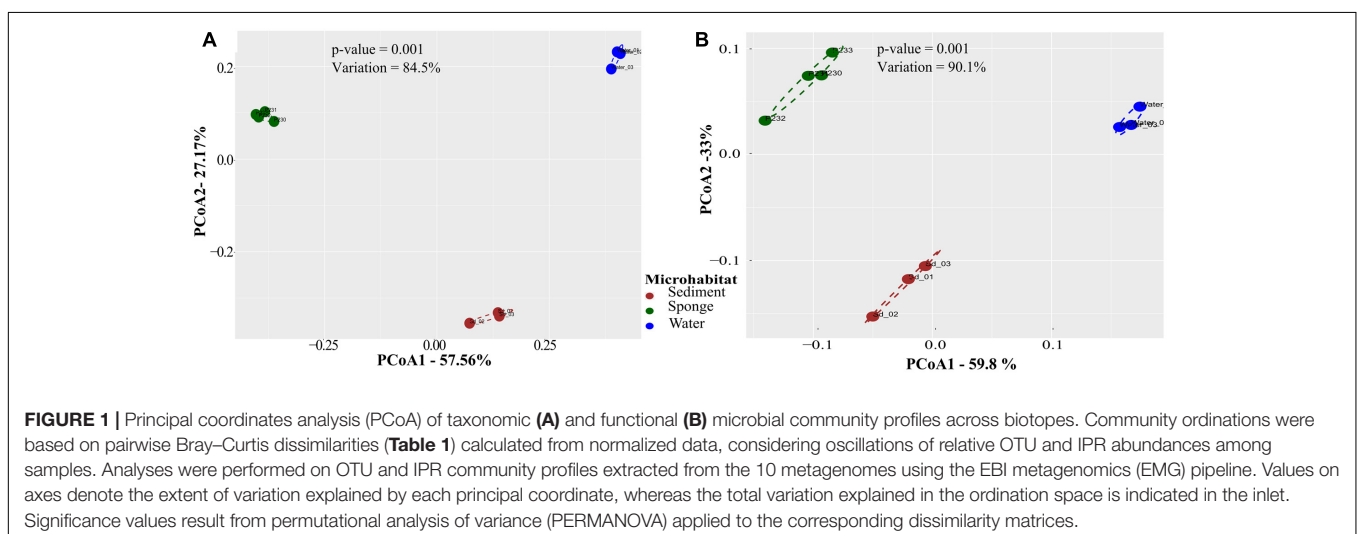 A
p-value = 0.001
Variation = 84.5%
0.2
0.0
−0.2
PCoA2- 27.17%
−0.25
0.00
0.25
PCoA1 - 57.56%
Microhabitat
Sediment
Sponge
Water
B
p-value = 0.001
Variation = 90.1%
0.1
0.0
−0.1
PCoA2 -33%
−0.1
0.0
0.1
PCoA1 - 59.8 %
FIGURE 1 | Principal coordinates analysis (PCoA) of taxonomic (A) and functional (B) microbial community profiles across biotopes. Community ordinations were
based on pairwise Bray–Curtis dissimilarities (Table 1) calculated from normalized data, considering oscillations of relative OTU and IPR abundances among
samples. Analyses were performed on OTU and IPR community profiles extracted from the 10 metagenomes using the EBI metagenomics (EMG) pipeline. Values on
axes denote the extent of variation explained by each principal coordinate, whereas the total variation explained in the ordination space is indicated in the inlet.
Significance values result from permutational analysis of variance (PERMANOVA) applied to the corresponding dissimilarity matrices.